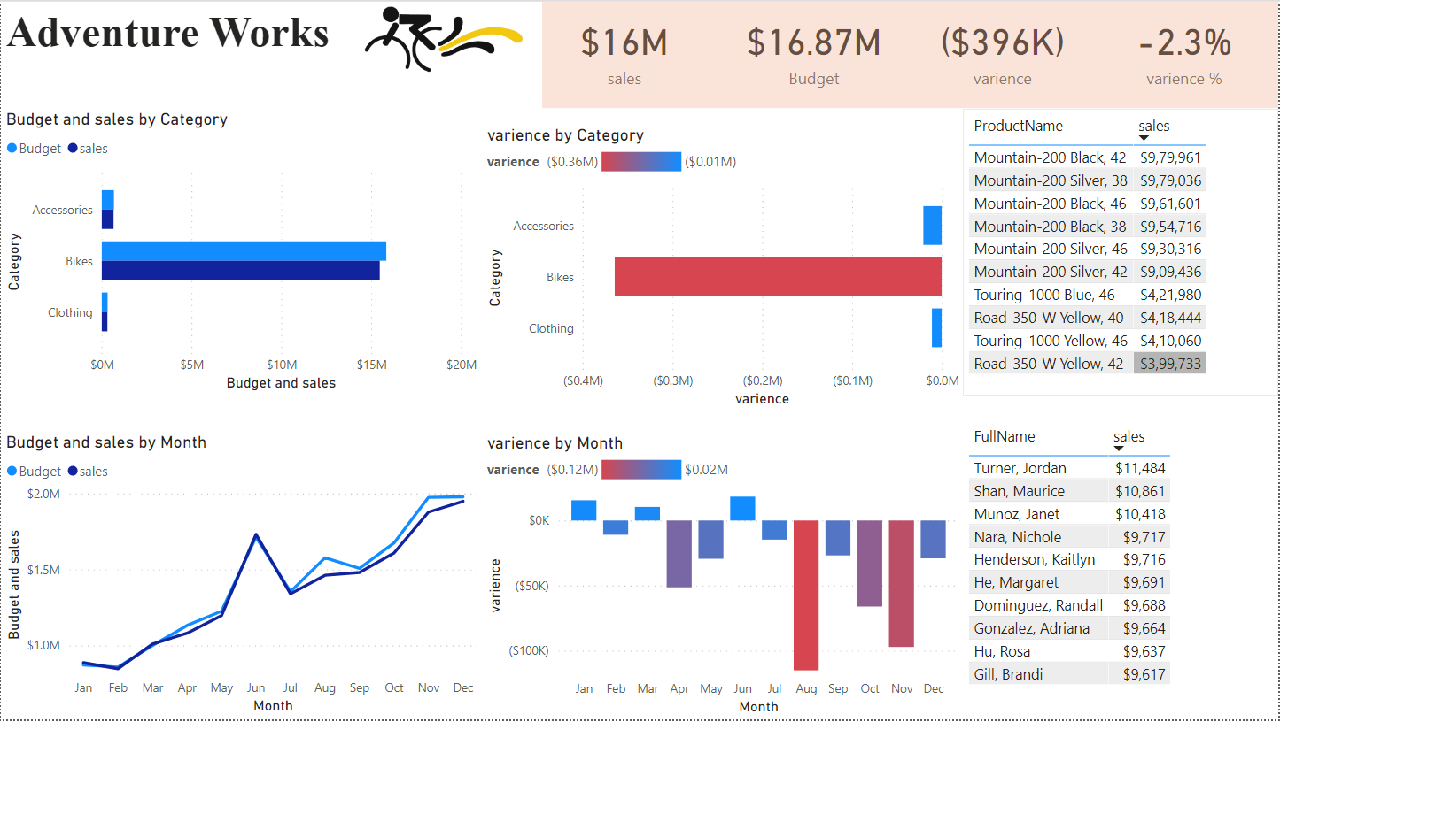 Adventure Works
$16M
sales
$16.87M
Budget
($396K)
varience
-2.3%
varience %
Budget and sales by Category
Budget sales
Category
Accessories
Bikes
Clothing
$0M $5M $10M $15M $20M
Budget and sales
varience by Category
varience ($0.36M) ($0.01M)
Category
Accessories
Bikes
Clothing
($0.4M) ($0.3M) ($0.2M) ($0.1M) $0.0M
varience
ProductName sales
Mountain-200 Black, 42 $9,79,961
Mountain-200 Silver, 38 $9,79,036
Mountain-200 Black, 46 $9,61,601
Mountain-200 Black, 38 $9,54,716
Mountain-200 Silver, 46 $9,30,316
Mountain-200 Silver, 42 $9,09,436
Touring-1000 Blue, 46 $4,21,980
Road-350-W Yellow, 40 $4,18,444
Touring-1000 Yellow, 46 $4,10,060
Road-350-W Yellow, 42 $3,99,733
Budget and sales by Month
Budget sales
Budget and sales
$2.0M
$1.5M
$1.0M
Jan Feb Mar Apr May Jun Jul Aug Sep Oct Nov Dec
Month
varience by Month
varience ($0.12M) $0.02M
varience
$0K
($50K)
($100K)
Jan Feb Mar Apr May Jun Jul Aug Sep Oct Nov Dec
Month
FullName sales
Turner, Jordan $11,484
Shan, Maurice $10,861
Munoz, Janet $10,418
Nara, Nichole $9,717
Henderson, Kaitlyn $9,716
He, Margaret $9,691
Dominguez, Randall $9,688
Gonzalez, Adriana $9,664
Hu, Rosa $9,637
Gill, Brandi $9,617